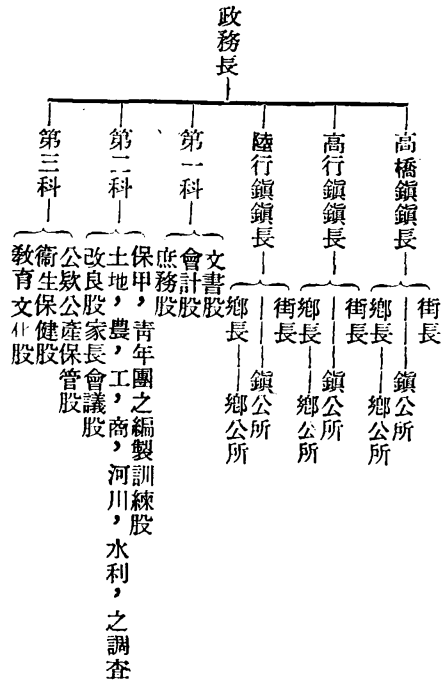 政務長
高橋鎮鎮長
街長
鎮公所
鄉長
鄉公所
高行鎮鎮長
街長
鎮公所
鄉長
鄉公所
陸行鎮鎮長
街長
鎮公所
鄉長
鄉公所
第一科
文書股
會計股
庶務股
第二科
保甲，青年團之編製訓練股
土地，農，工，商，河川，水利，之調查
改良股家長會議股
第三科
公欵公產保管股
衞生保健股
敎育文化股